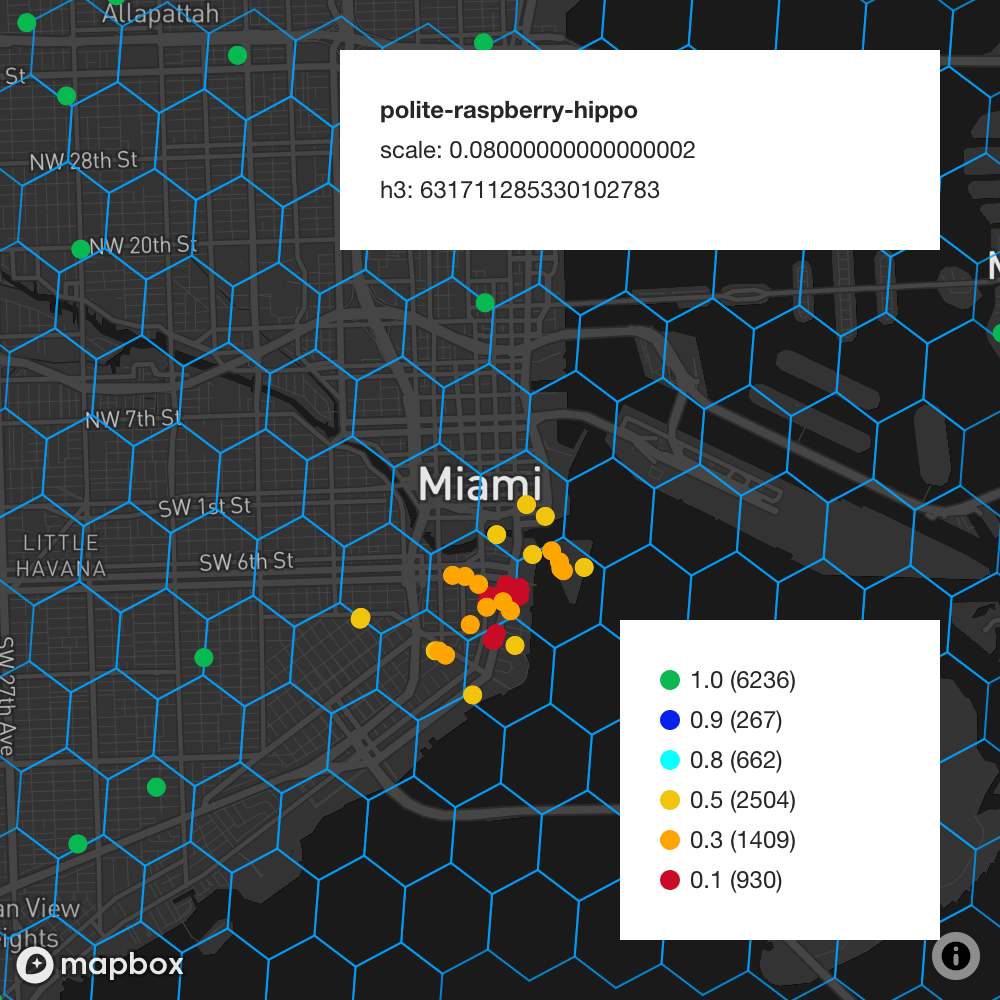 Allapattah
St
NW 28th St
NW 20th St
polite-raspberry-hippo
scale: 0.08000000000000002
h3: 631711285330102783
NW 7th St
Miami
SW 1st St
LITTLE
HAVANA
SW 6th St
SW 27th Ave
1.0 (6236)
0.9 (267)
0.8 (662)
0.5 (2504)
0.3 (1409)
0.1 (930)
an View
ights
mapbox